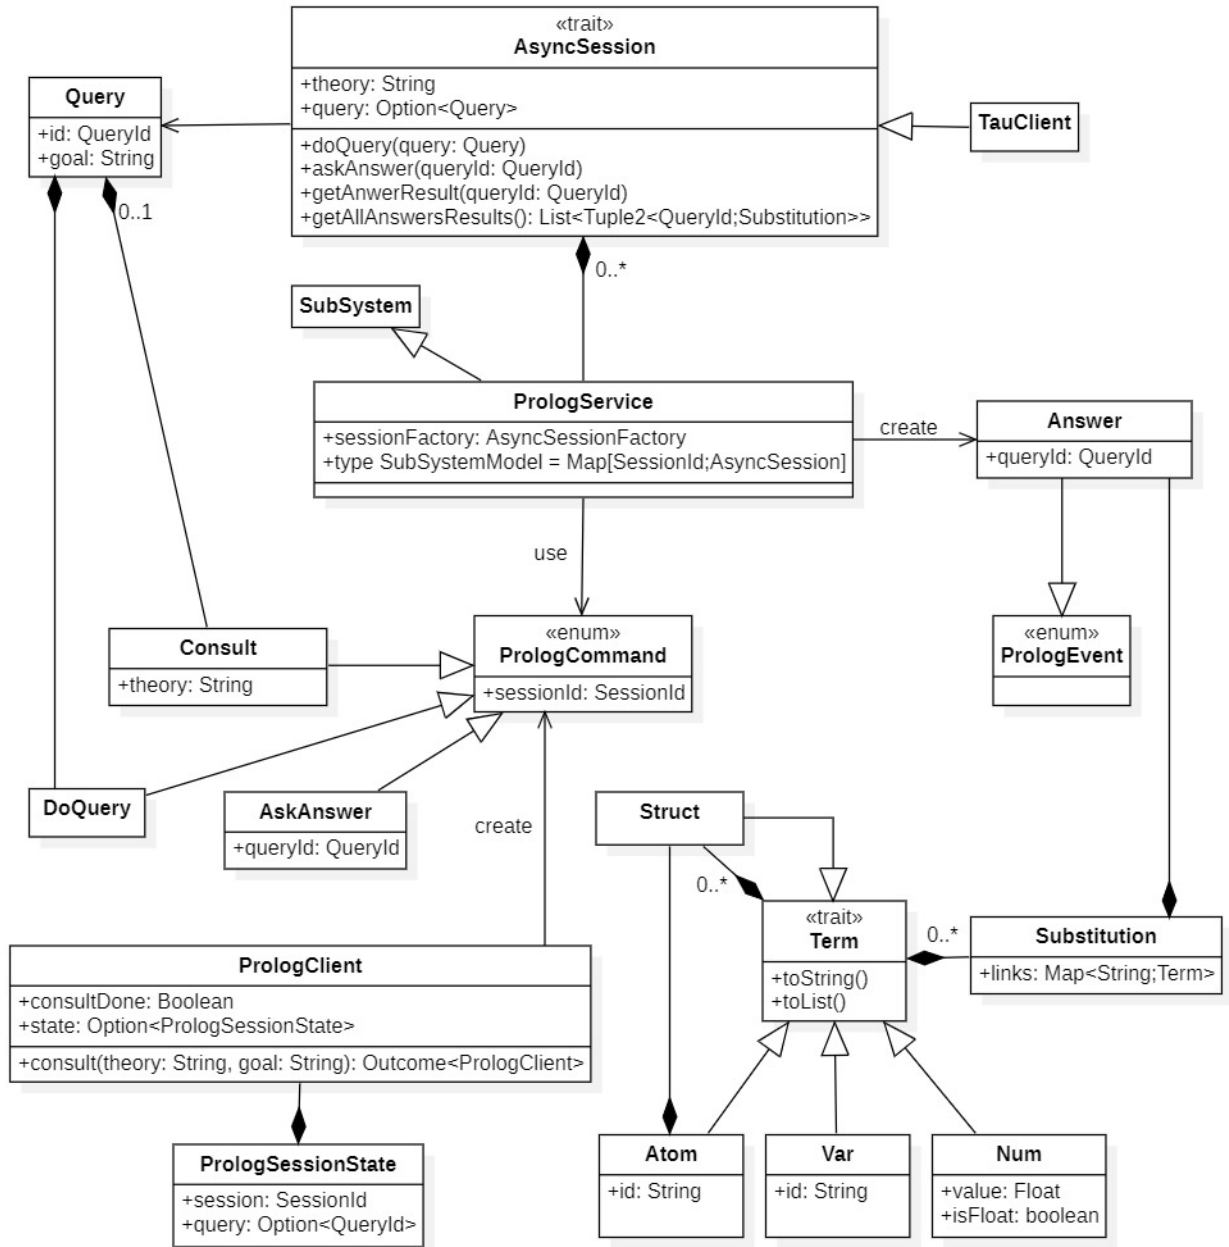 «trait»
AsyncSession
+theory: String
+query: Option<Query>
+doQuery(query: Query)
+askAnswer(queryId: QueryId)
+getAnwerResult(queryId: QueryId)
+getAllAnswersResults(): List<Tuple2<QueryId;Substitution>>
Query
+id: QueryId
+goal: String
TauClient
0..1
0..*
SubSystem
PrologService
+sessionFactory: AsyncSessionFactory
+type SubSystemModel = Map[SessionId;AsyncSession]
create
Answer
+queryId: QueryId
use
«enum»
PrologCommand
+sessionId: SessionId
Consult
+theory: String
«enum»
PrologEvent
DoQuery
AskAnswer
+queryId: QueryId
create
Struct
0..*
«trait»
Term
+toString()
+toList()
0..*
Substitution
+links: Map<String;Term>
PrologClient
+consultDone: Boolean
+state: Option<PrologSessionState>
+consult(theory: String, goal: String): Outcome<PrologClient>
PrologSessionState
+session: SessionId
+query: Option<QueryId>
Atom
+id: String
Var
+id: String
Num
+value: Float
+isFloat: boolean